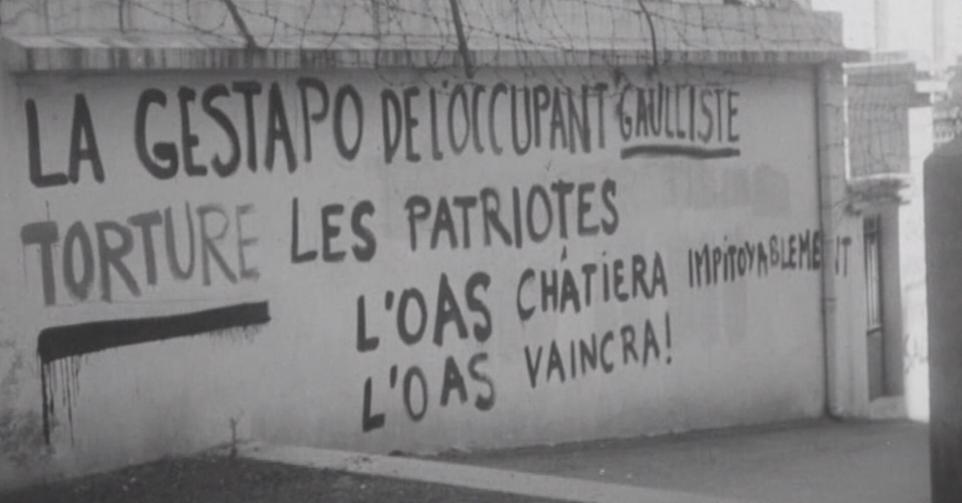 LA GESTAPO DE L'OCCUPANT GAULLISTE
TORTURE LES PATRIOTES
L'OAS CHÂTIERA IMPITOYABLEMENT
L'OAS VAINCRA!